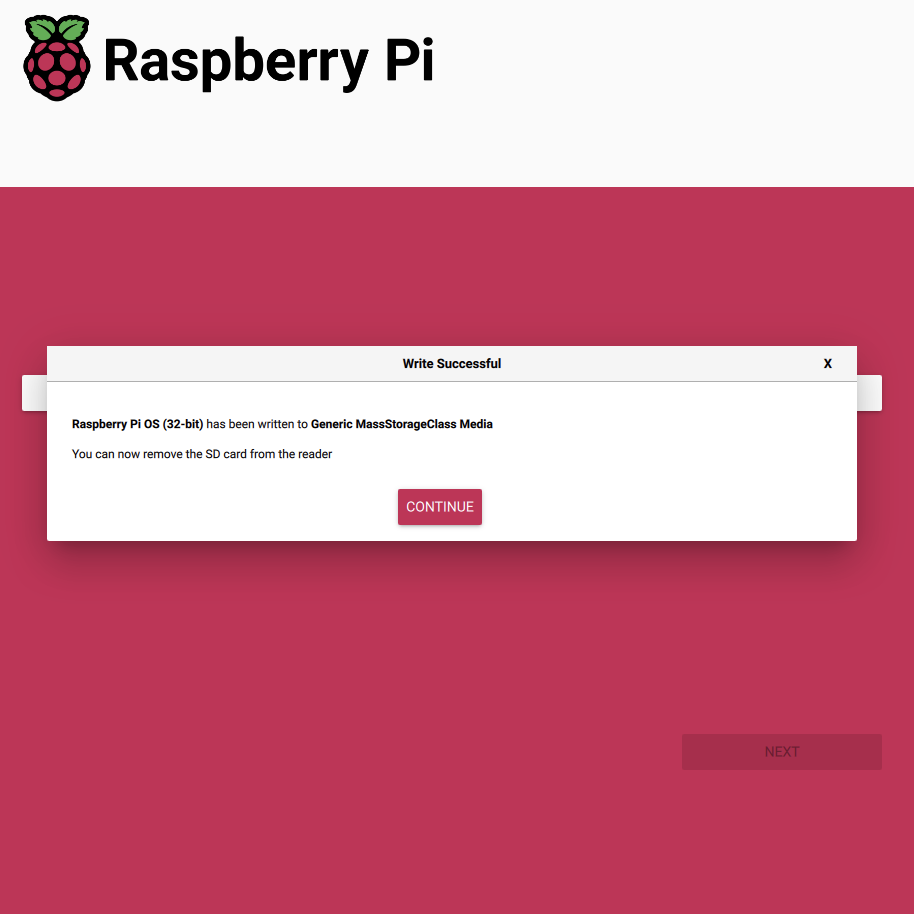 Raspberry Pi
Write Successful X
Raspberry Pi OS (32-bit) has been written to Generic MassStorageClass Media
You can now remove the SD card from the reader
CONTINUE
NEXT